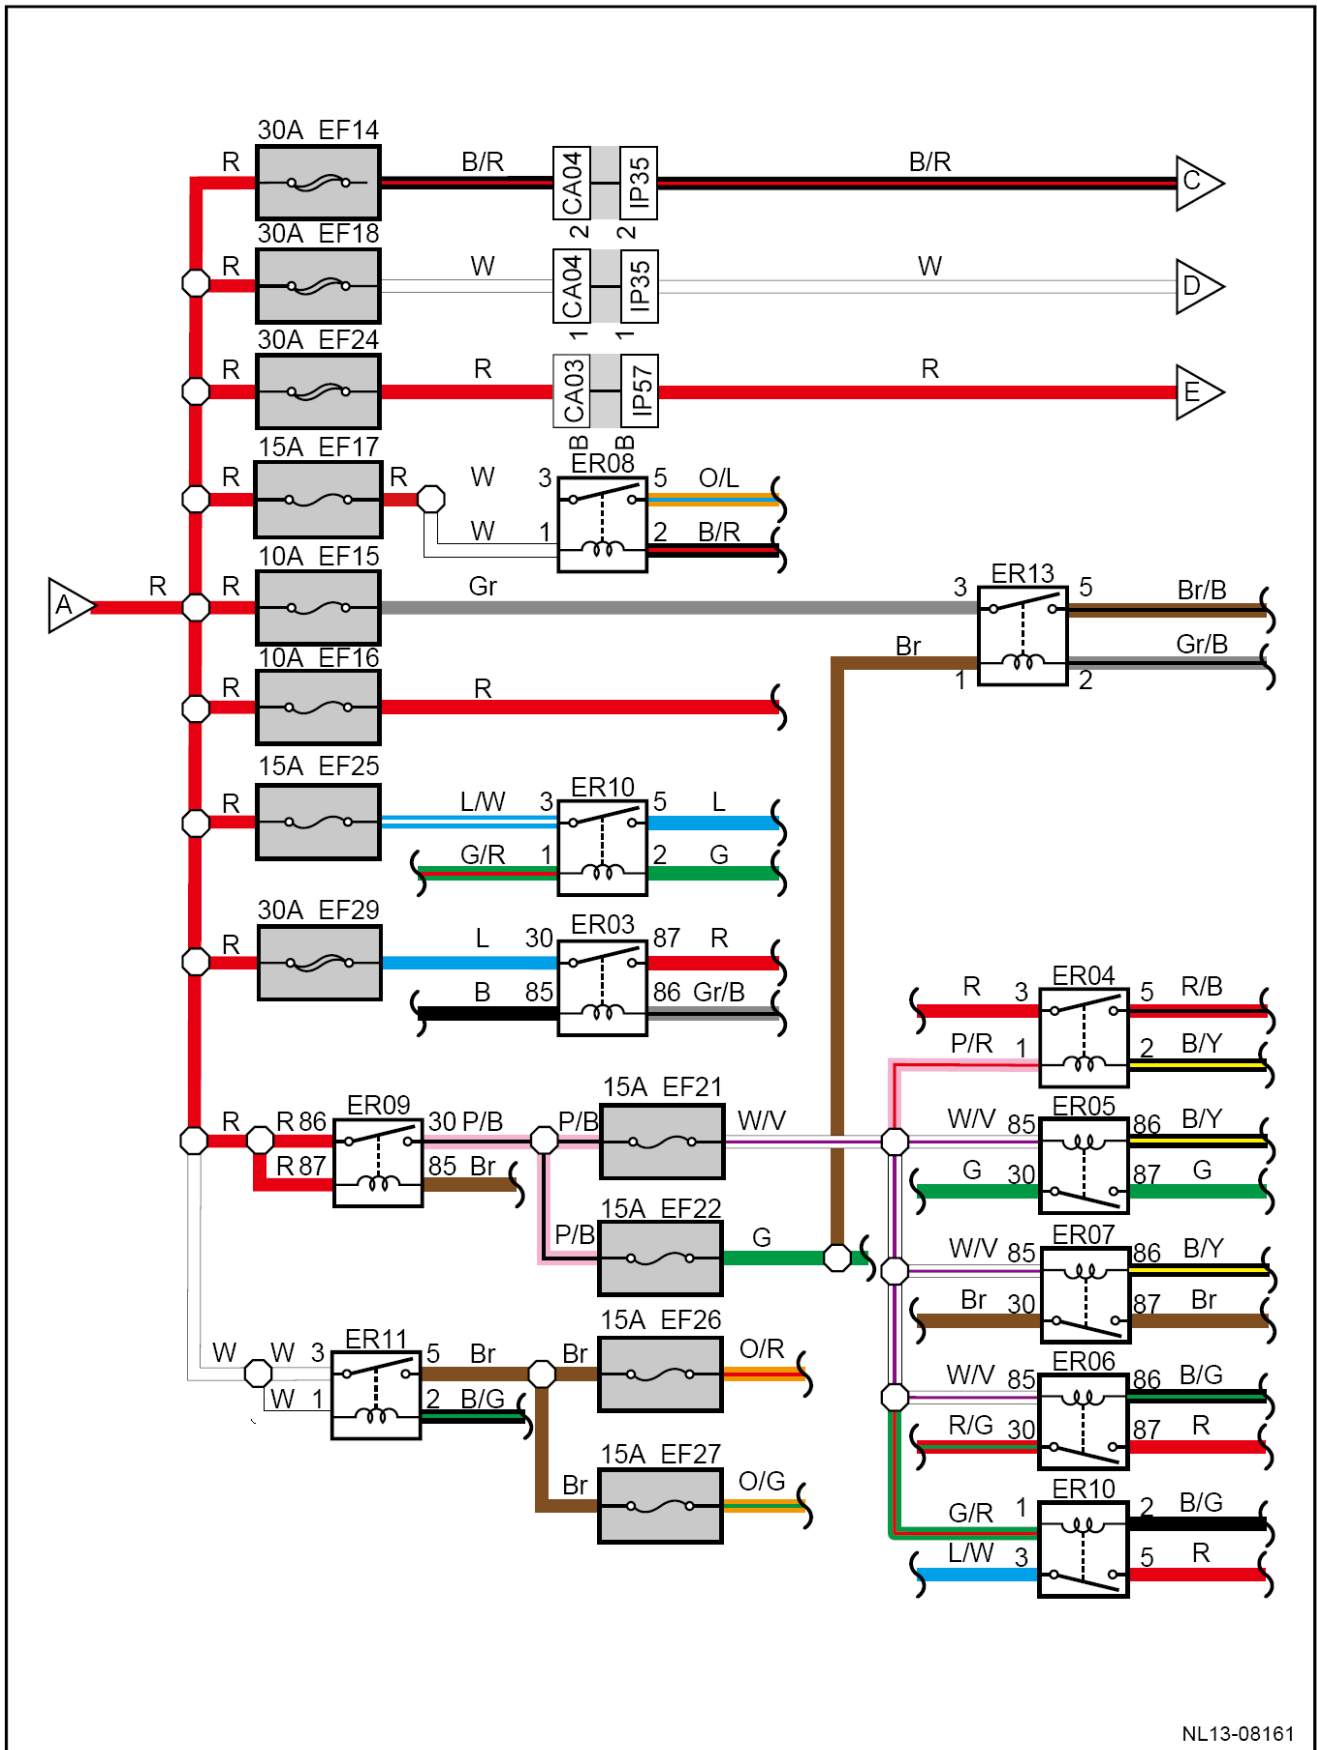 30A EF14
R B/R CA04 IP35 B/R C
2 2
30A EF18
R W CA04 IP35 W D
1 1
30A EF24
R R CA03 IP57 R E
B B
15A EF17 ER08
R R W 3 5 O/L
W 1 2 B/R
10A EF15 ER13
A R R Gr 3 5 Br/B
Br 1 2 Gr/B
10A EF16
R R
15A EF25 ER10
R L/W 3 5 L
G/R 1 2 G
30A EF29 ER03
R L 30 87 R
B 85 86 Gr/B
ER04
R 3 5 R/B
P/R 1 2 B/Y
ER09 15A EF21 ER05
R R 86 30 P/B P/B W/V W/V 85 86 B/Y
R 87 85 Br G 30 87 G
15A EF22 ER07
P/B G W/V 85 86 B/Y
Br 30 87 Br
ER11 15A EF26 ER06
W W 3 5 Br Br O/R W/V 85 86 B/G
W 1 2 B/G R/G 30 87 R
15A EF27 ER10
Br O/G G/R 1 2 B/G
L/W 3 5 R
NL13-08161